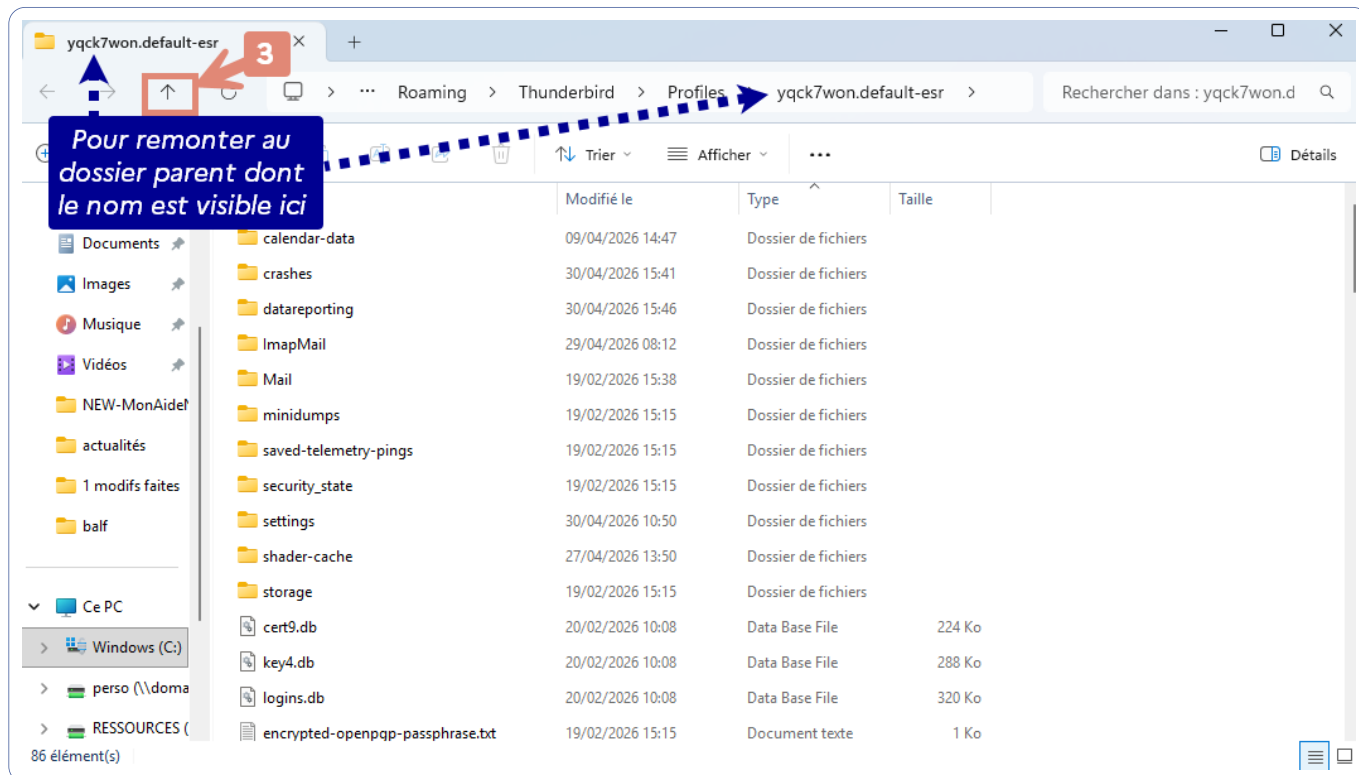 yqck7won.default-esr
3
Roaming > Thunderbird > Profiles yqck7won.default-esr >
Rechercher dans : yqck7won.d
Pour remonter au
dossier parent dont
le nom est visible ici
Trier
Afficher
Détails
Modifié le Type Taille
Documents
Images
Musique
Vidéos
NEW-MonAide
actualités
1 modifs faites
balf
Ce PC
Windows (C:)
perso (\\doma
RESSOURCES (
calendar-data 09/04/2026 14:47 Dossier de fichiers
crashes 30/04/2026 15:41 Dossier de fichiers
datareporting 30/04/2026 15:46 Dossier de fichiers
ImapMail 29/04/2026 08:12 Dossier de fichiers
Mail 19/02/2026 15:38 Dossier de fichiers
minidumps 19/02/2026 15:15 Dossier de fichiers
saved-telemetry-pings 19/02/2026 15:15 Dossier de fichiers
security_state 19/02/2026 15:15 Dossier de fichiers
settings 30/04/2026 10:50 Dossier de fichiers
shader-cache 27/04/2026 13:50 Dossier de fichiers
storage 19/02/2026 15:15 Dossier de fichiers
cert9.db 20/02/2026 10:08 Data Base File 224 Ko
key4.db 20/02/2026 10:08 Data Base File 288 Ko
logins.db 20/02/2026 10:08 Data Base File 320 Ko
encrypted-openpgp-passphrase.txt 19/02/2026 15:15 Document texte 1 Ko
86 élément(s)